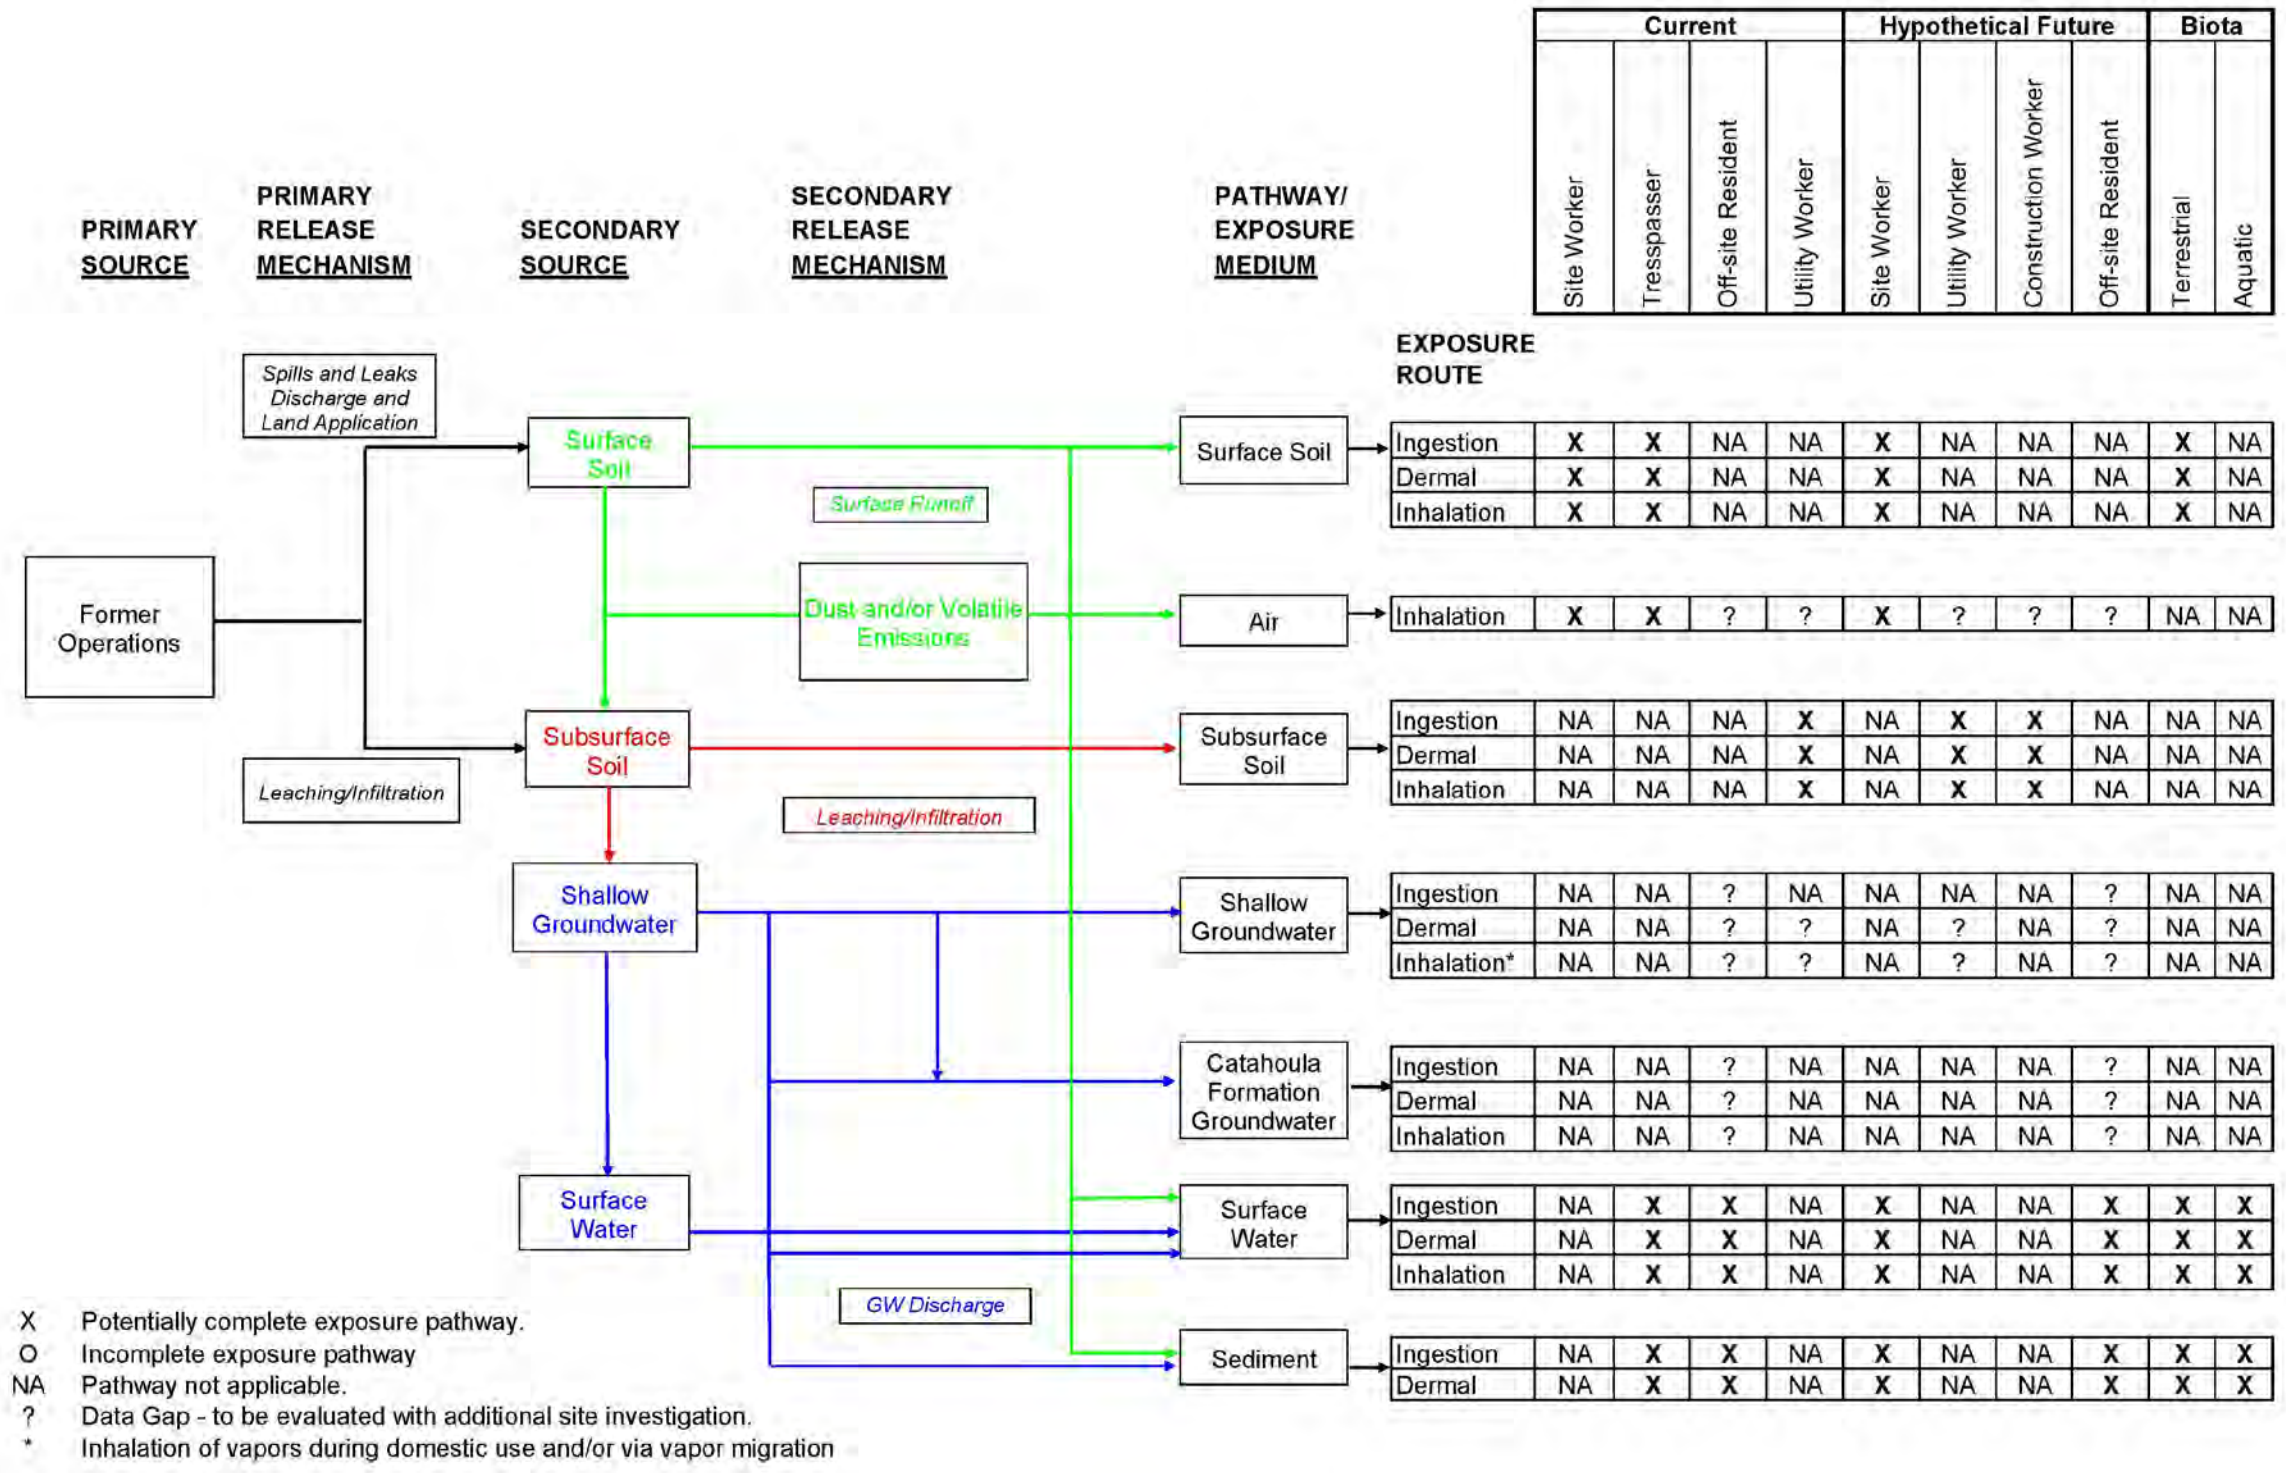 Current Hypothetical Future Biota
Site Worker
Tresspasser
Off-site Resident
Utility Worker
Site Worker
Utility Worker
Construction Worker
Off-site Resident
Terrestrial
Aquatic
PRIMARY
SOURCE
PRIMARY
RELEASE
MECHANISM
SECONDARY
SOURCE
SECONDARY
RELEASE
MECHANISM
PATHWAY/
EXPOSURE
MEDIUM
EXPOSURE
ROUTE
Spills and Leaks
Discharge and
Land Application
Former
Operations
Leaching/Infiltration
Surface
Soil
Subsurface
Soil
Shallow
Groundwater
Surface
Water
Surface Runoff
Dust and/or Volatile
Emissions
Leaching/Infiltration
GW Discharge
Surface Soil
Ingestion X X NA NA X NA NA NA X NA
Dermal X X NA NA X NA NA NA X NA
Inhalation X X NA NA X NA NA NA X NA
Air
Inhalation X X ? ? X ? ? ? NA NA
Subsurface
Soil
Ingestion NA NA NA X NA X X NA NA NA
Dermal NA NA NA X NA X X NA NA NA
Inhalation NA NA NA X NA X X NA NA NA
Shallow
Groundwater
Ingestion NA NA ? NA NA NA NA ? NA NA
Dermal NA NA ? ? NA ? NA ? NA NA
Inhalation* NA NA ? ? NA ? NA ? NA NA
Catahoula
Formation
Groundwater
Ingestion NA NA ? NA NA NA NA ? NA NA
Dermal NA NA ? NA NA NA NA ? NA NA
Inhalation NA NA ? NA NA NA NA ? NA NA
Surface
Water
Ingestion NA X X NA X NA NA X X X
Dermal NA X X NA X NA NA X X X
Inhalation NA X X NA X NA NA X X X
Sediment
Ingestion NA X X NA X NA NA X X X
Dermal NA X X NA X NA NA X X X
X Potentially complete exposure pathway.
O Incomplete exposure pathway
NA Pathway not applicable.
? Data Gap - to be evaluated with additional site investigation.
* Inhalation of vapors during domestic use and/or via vapor migration